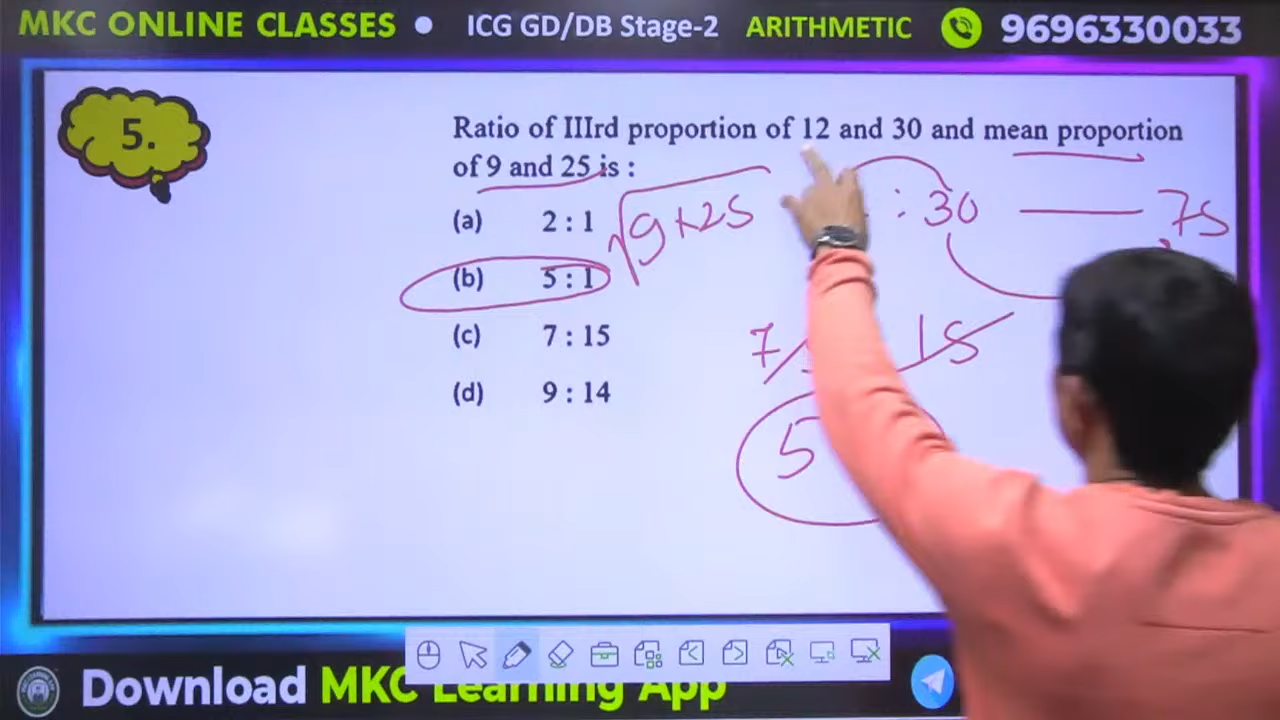 MKC ONLINE CLASSES ● ICG GD/DB Stage-2 ARITHMETIC 9696330033
5.
Ratio of IIIrd proportion of 12 and 30 and mean proportion
of 9 and 25 is :
(a) 2 : 1
√9×25
: 30 — 75
(b) 5 : 1
(c) 7 : 15
7 15
(d) 9 : 14
5
Download MKC Learning App